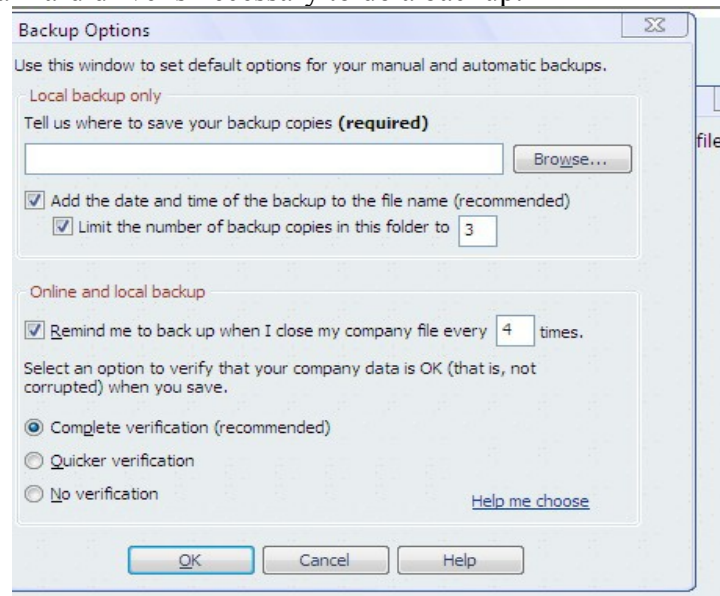 Backup Options
Use this window to set default options for your manual and automatic backups.
Local backup only
Tell us where to save your backup copies (required)
Browse...
Add the date and time of the backup to the file name (recommended)
Limit the number of backup copies in this folder to 3
file
Online and local backup
Remind me to back up when I close my company file every 4 times.
Select an option to verify that your company data is OK (that is, not
corrupted) when you save.
Complete verification (recommended)
Quicker verification
No verification
Help me choose
OK Cancel Help